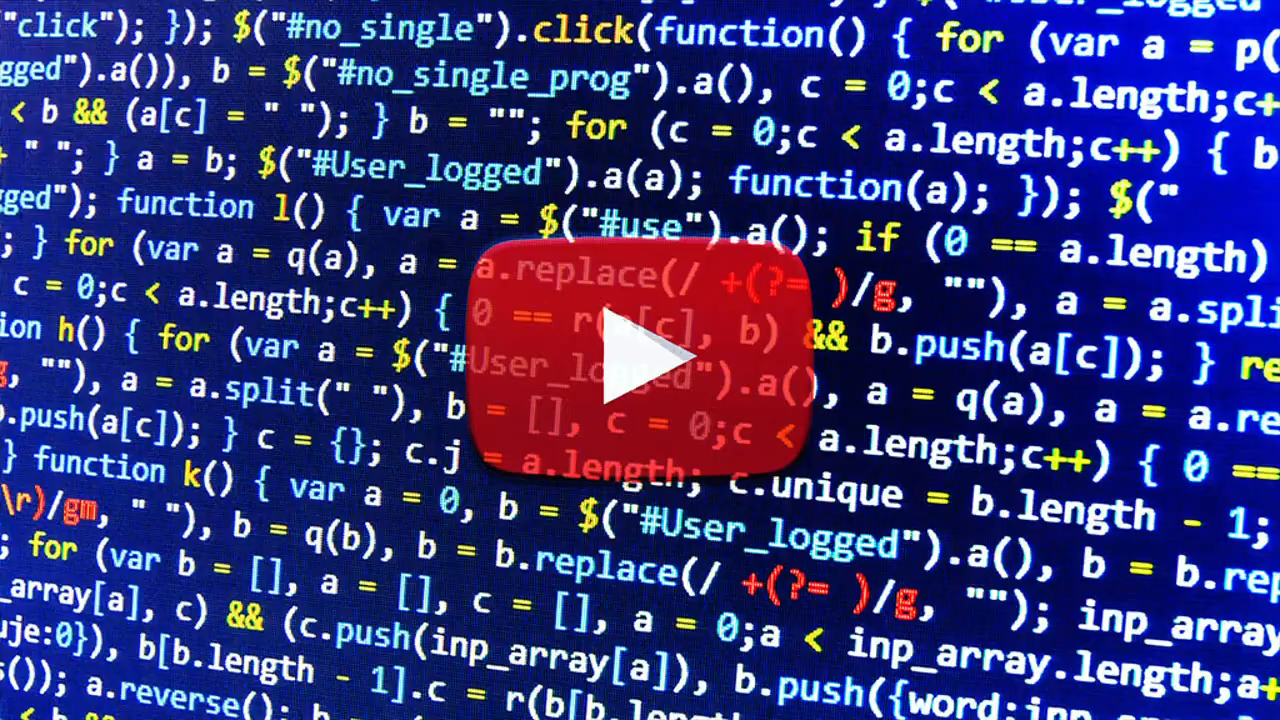 "click"); }); $("#no_single").click(function() { for (var a = p(
gged").a()), b = $("#no_single_prog").a(), c = 0;c < a.length;c+
< b && (a[c] = " "); } b = ""; for (c = 0;c < a.length;c++) { b
+ " "; } a = b; $("#User_logged").a(a); function(a); }); $("
gged"); function l() { var a = $("#use").a(); if (0 == a.length)
; } for (var a = q(a), a = a.replace(/ +(?= )/g, ""), a = a.spli
c = 0;c < a.length;c++) { 0 == r(a[c], b) && b.push(a[c]); } re
ion h() { for (var a = $("#User_logged").a(), a = q(a), a = a.re
g, ""), a = a.split(" "), b = [], c = 0;c < a.length;c++) { 0 ==
.push(a[c]); } c = {}; c.j = a.length; c.unique = b.length - 1;
} function k() { var a = 0, b = $("#User_logged").a(), b = b.rep
\r)/gm, " "), b = q(b), b = b.replace(/ +(?= )/g, ""); inp_array
; for (var b = [], a = [], c = [], a = 0;a < inp_array.length;a+
_array[a], c) && (c.push(inp_array[a]), b.push({word:inp_
uje:0}), b[b.length - 1].c = r(b[b.leng
s()); a.reverse();